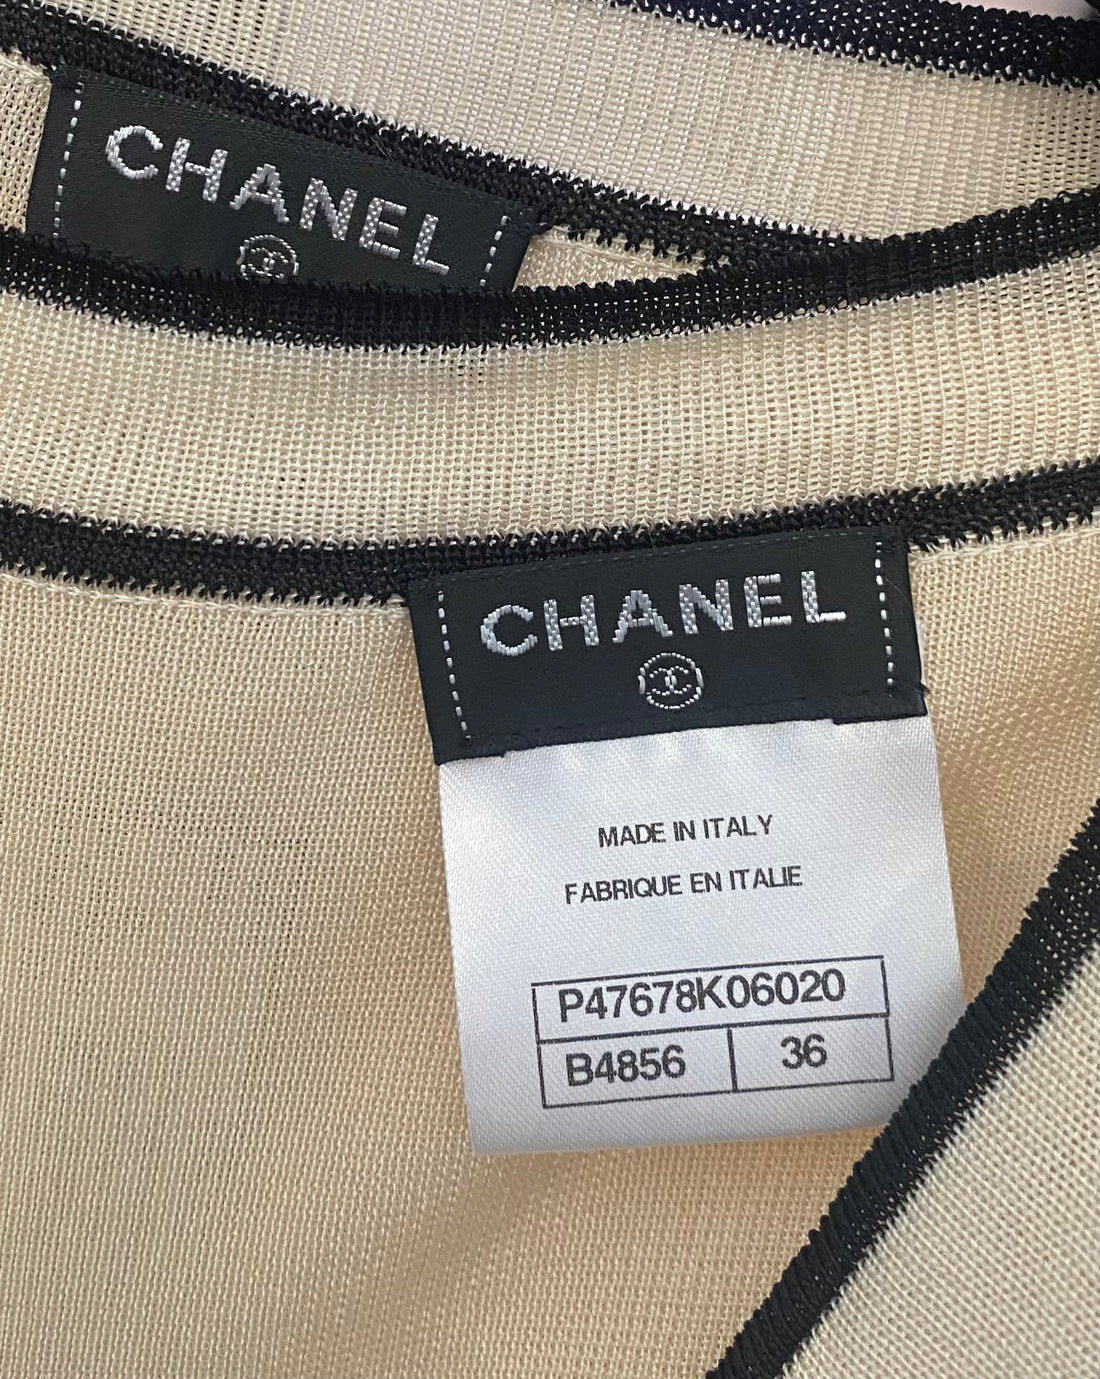 CHANEL
CHANEL
MADE IN ITALY
FABRIQUE EN ITALIE
P47678K06020
B4856 36